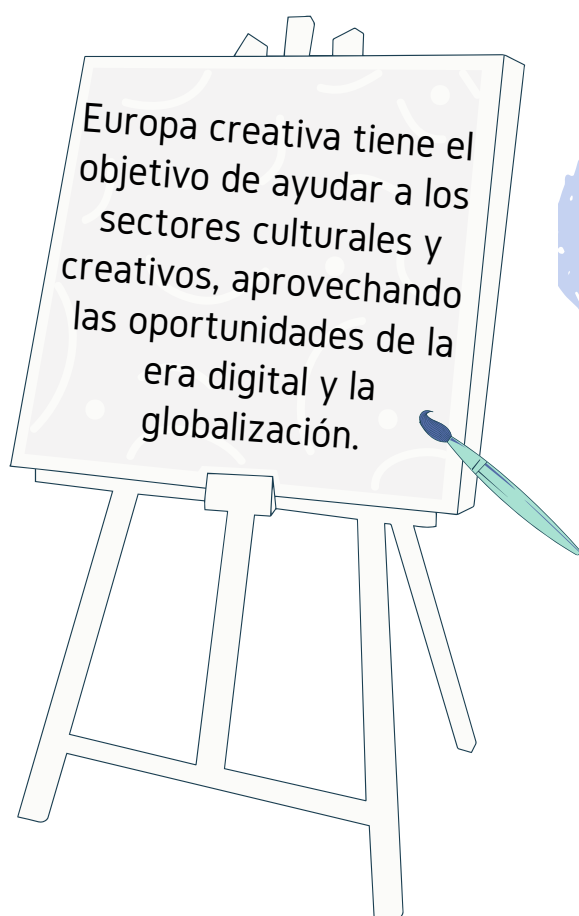 Europa creativa tiene el
objetivo de ayudar a los
sectores culturales y
creativos, aprovechando
las oportunidades de la
era digital y la
globalización.